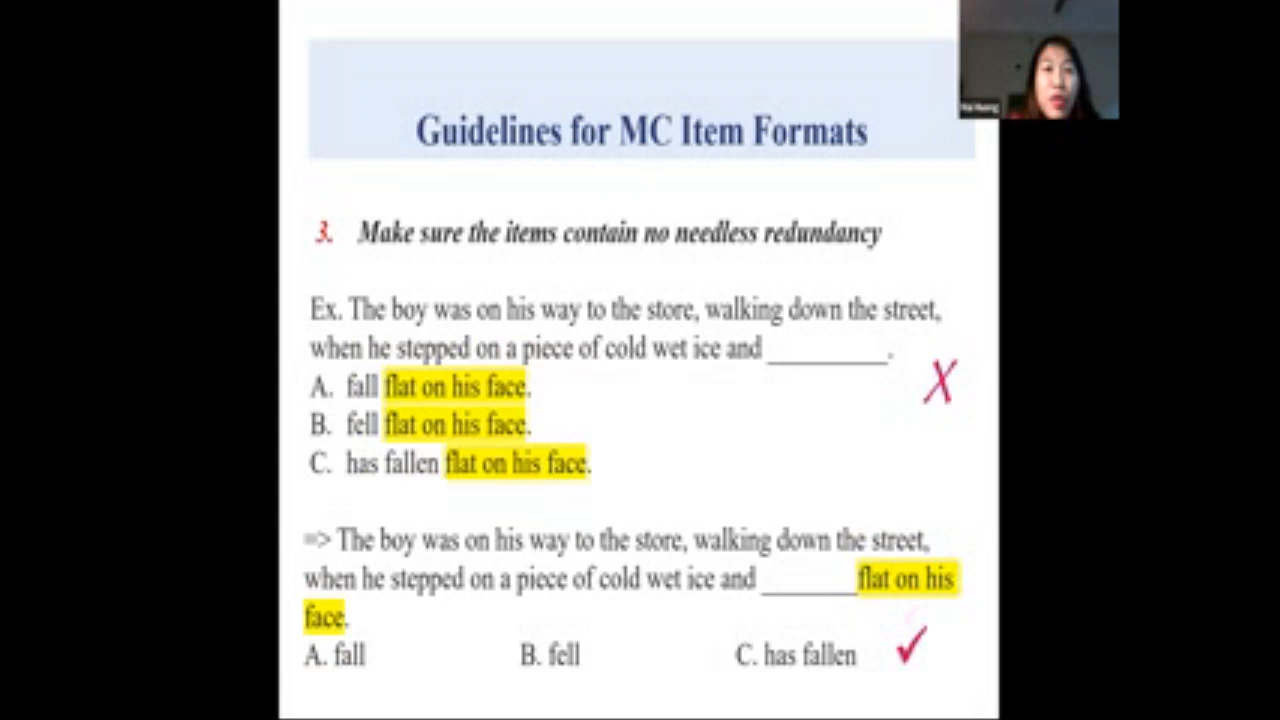 Guidelines for MC Item Formats
3. Make sure the items contain no needless redundancy
Ex. The boy was on his way to the store, walking down the street,
when he stepped on a piece of cold wet ice and __________.
A. fall flat on his face.
B. fell flat on his face.
C. has fallen flat on his face.
=> The boy was on his way to the store, walking down the street,
when he stepped on a piece of cold wet ice and ________flat on his
face.
A. fall B. fell C. has fallen